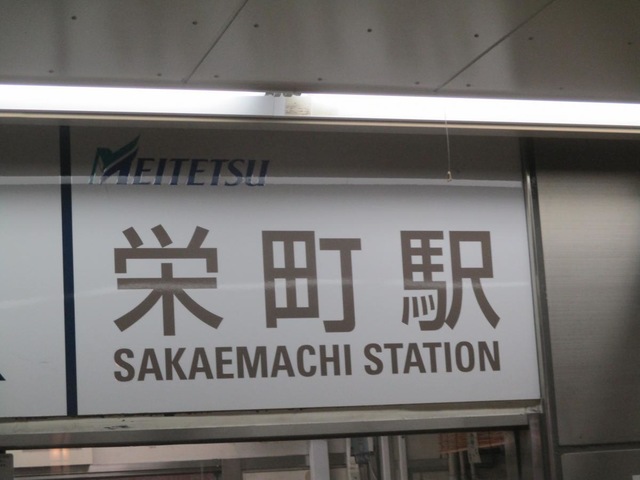 MEITETSU
栄町駅
SAKAEMACHI STATION